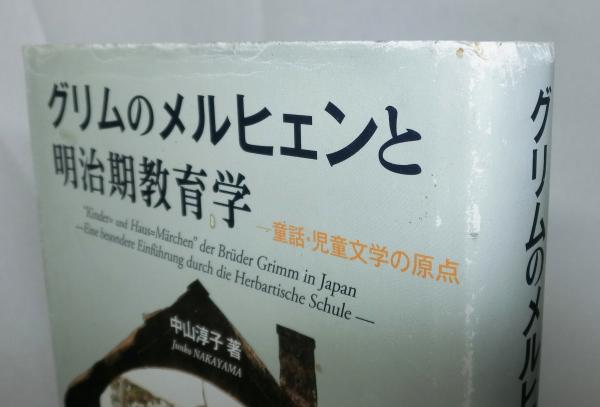 グリムのメルヒェンと
明治期教育学
―童話・児童文学の原点
"Kinder= und Haus=Märchen" der Brüder Grimm in Japan
―Eine besondere Einführung durch die Herbartische Schule―
中山淳子 著
Junko NAKAYAMA
グリムのメルヒ